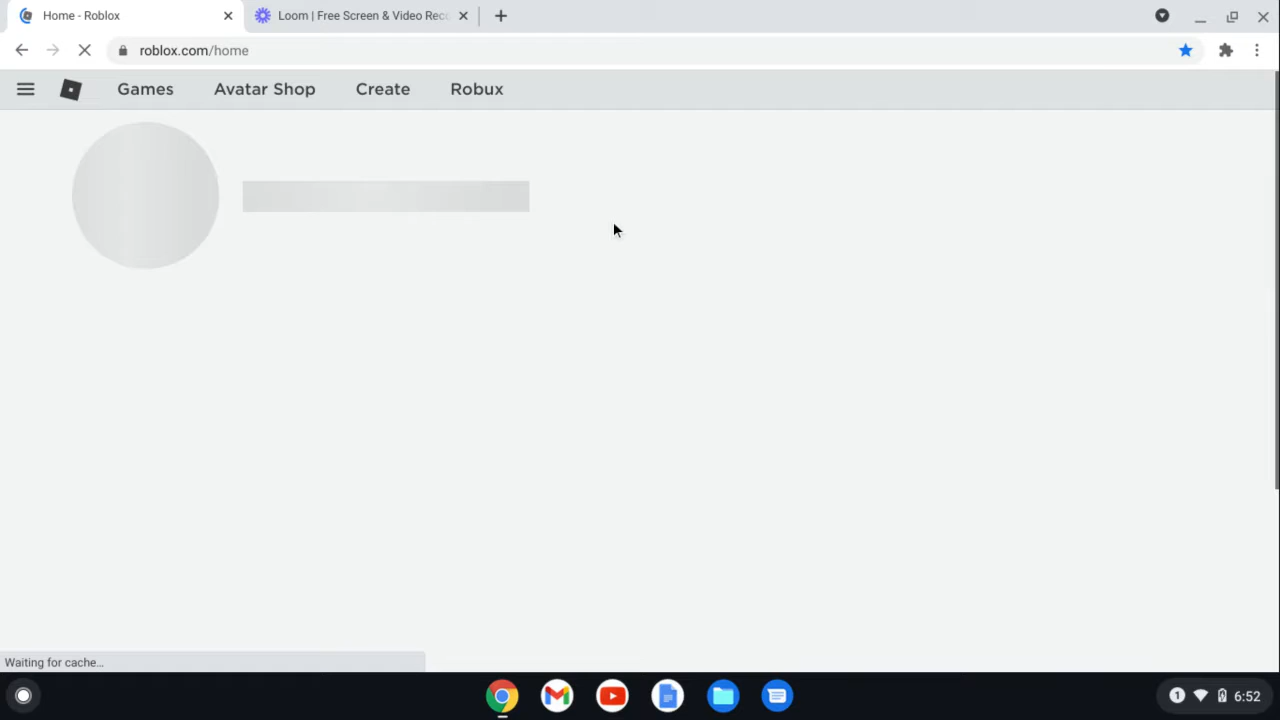 Home - Roblox
Loom | Free Screen & Video Rec
roblox.com/home
Games Avatar Shop Create Robux
Waiting for cache...
1 6:52